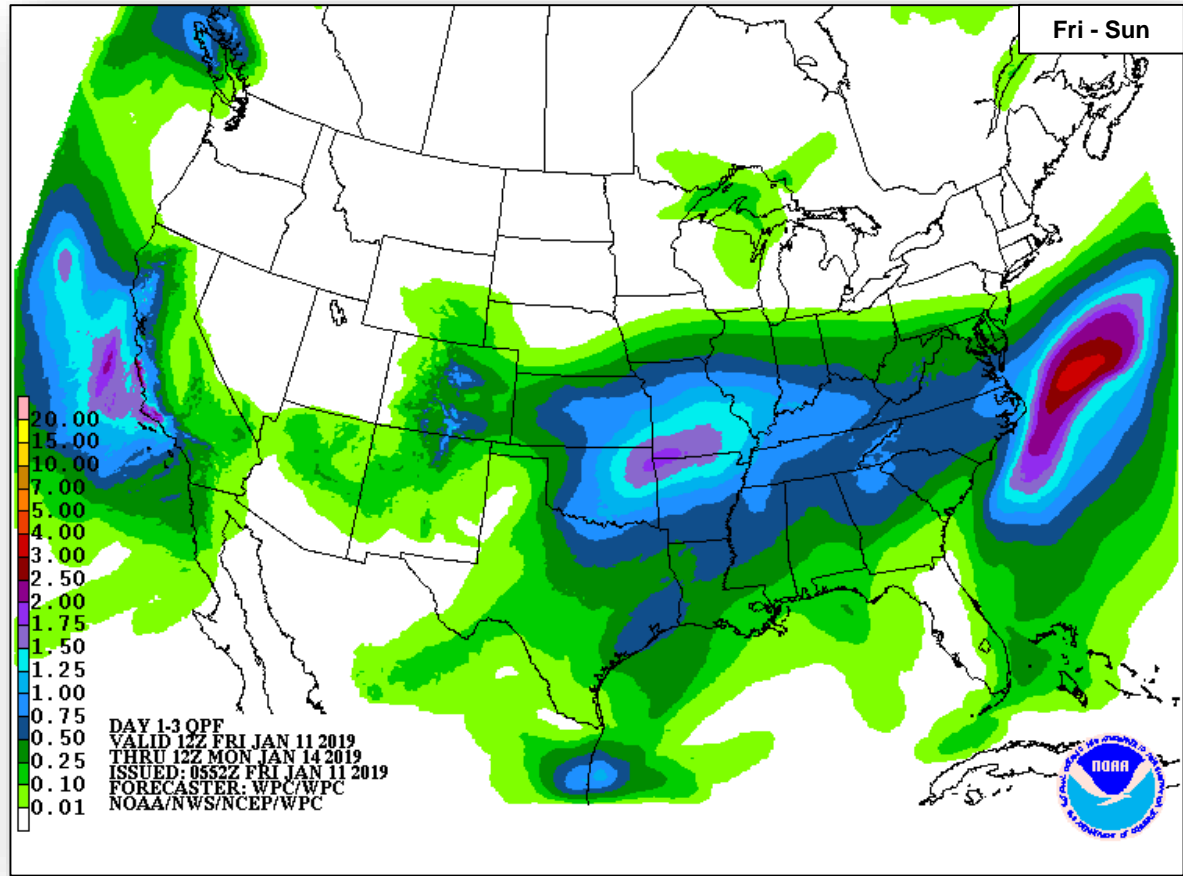 Fri - Sun
20.00
15.00
10.00
7.00
5.00
4.00
3.00
2.50
2.00
1.75
1.50
1.25
1.00
0.75
0.50
0.25
0.10
0.01
DAY 1-3 QPF
VALID 12Z FRI JAN 11 2019
THRU 12Z MON JAN 14 2019
ISSUED: 0552Z FRI JAN 11 2019
FORECASTER: WPC/WPC
NOAA/NWS/NCEP/WPC
NOAA